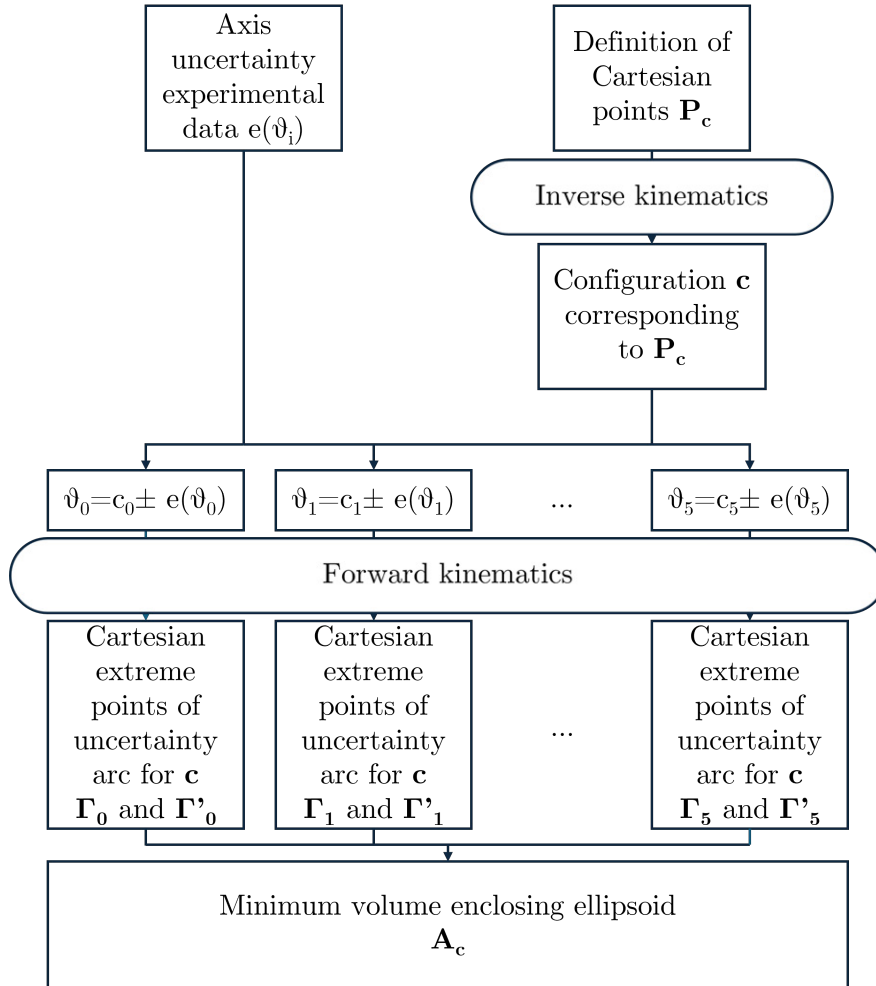 Axis
uncertainty
experimental
data e(ϑᵢ)
Definition of
Cartesian
points P_c
Inverse kinematics
Configuration c
corresponding
to P_c
ϑ₀=c₀± e(ϑ₀)
ϑ₁=c₁± e(ϑ₁)
...
ϑ₅=c₅± e(ϑ₅)
Forward kinematics
Cartesian
extreme
points of
uncertainty
arc for c
Γ₀ and Γ'₀
Cartesian
extreme
points of
uncertainty
arc for c
Γ₁ and Γ'₁
...
Cartesian
extreme
points of
uncertainty
arc for c
Γ₅ and Γ'₅
Minimum volume enclosing ellipsoid
A_c